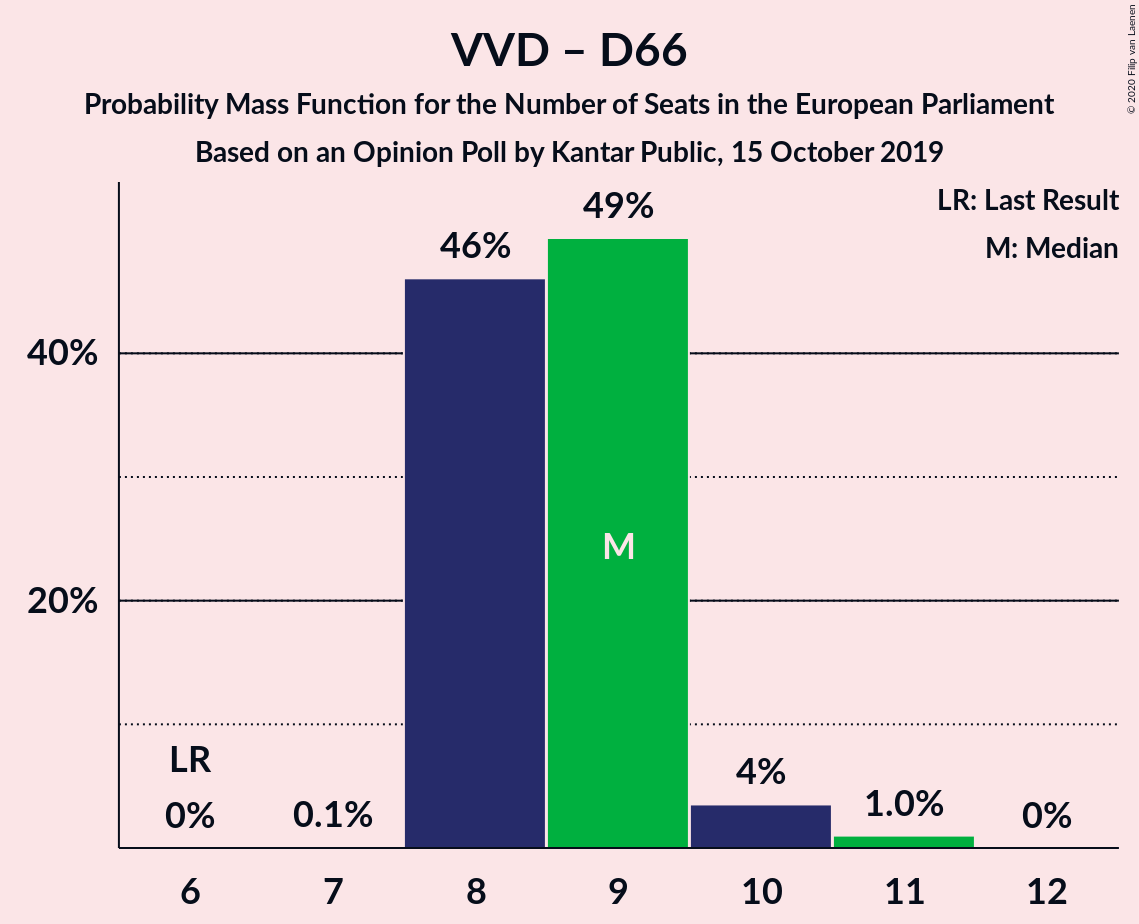 VVD – D66
Probability Mass Function for the Number of Seats in the European Parliament
Based on an Opinion Poll by Kantar Public, 15 October 2019
© 2020 Filip van Laenen
LR: Last Result
M: Median
49%
46%
40%
M
20%
LR
0%
0.1%
4%
1.0%
0%
6 7 8 9 10 11 12